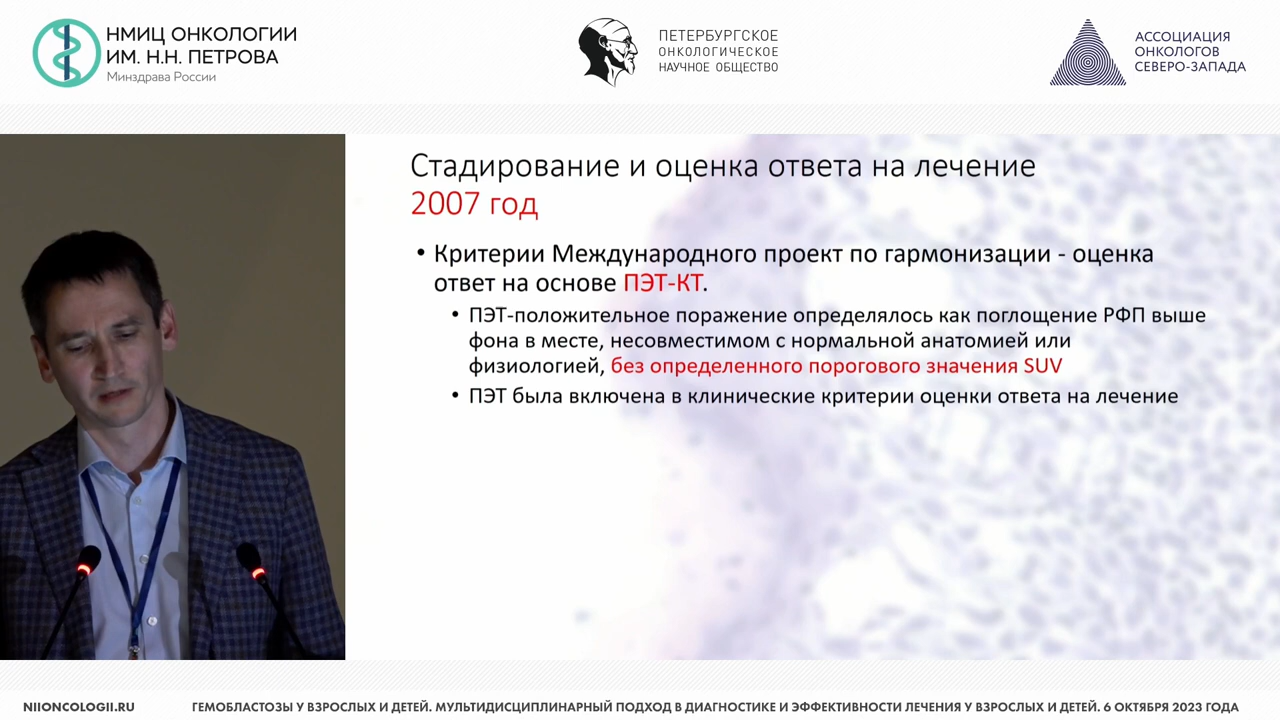 НМИЦ ОНКОЛОГИИ
ИМ. Н.Н. ПЕТРОВА
Минздрава России
ПЕТЕРБУРГСКОЕ
ОНКОЛОГИЧЕСКОЕ
НАУЧНОЕ ОБЩЕСТВО
АССОЦИАЦИЯ
ОНКОЛОГОВ
СЕВЕРО-ЗАПАДА
Стадирование и оценка ответа на лечение
2007 год
• Критерии Международного проект по гармонизации - оценка
ответ на основе ПЭТ-КТ.
• ПЭТ-положительное поражение определялось как поглощение РФП выше
фона в месте, несовместимом с нормальной анатомией или
физиологией, без определенного порогового значения SUV
• ПЭТ была включена в клинические критерии оценки ответа на лечение
NIIONCOLOGII.RU
ГЕМОБЛАСТОЗЫ У ВЗРОСЛЫХ И ДЕТЕЙ. МУЛЬТИДИСЦИПЛИНАРНЫЙ ПОДХОД В ДИАГНОСТИКЕ И ЭФФЕКТИВНОСТИ ЛЕЧЕНИЯ У ВЗРОСЛЫХ И ДЕТЕЙ. 6 ОКТЯБРЯ 2023 ГОДА